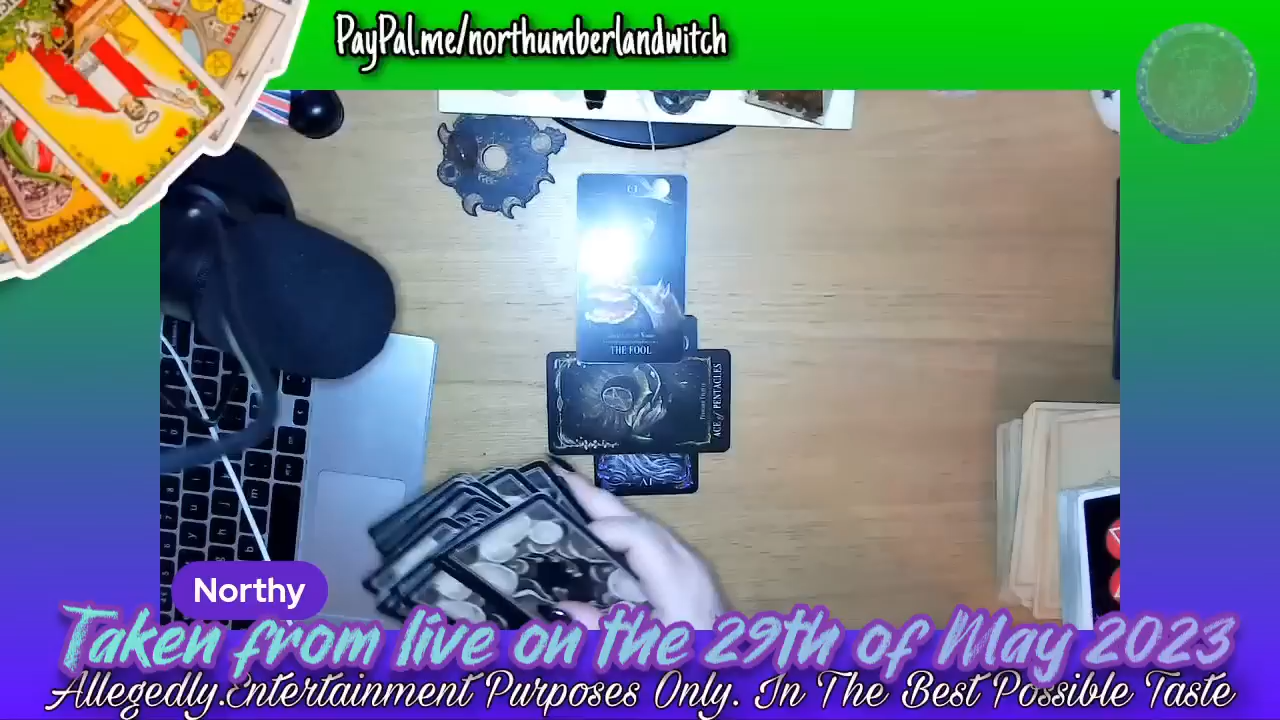 PayPal.me/northumberlandwitch
THE FOOL
ACE of PENTACLES
VI
Northy
Taken from live on the 29th of May 2023
Allegedly.Entertainment Purposes Only. In The Best Possible Taste